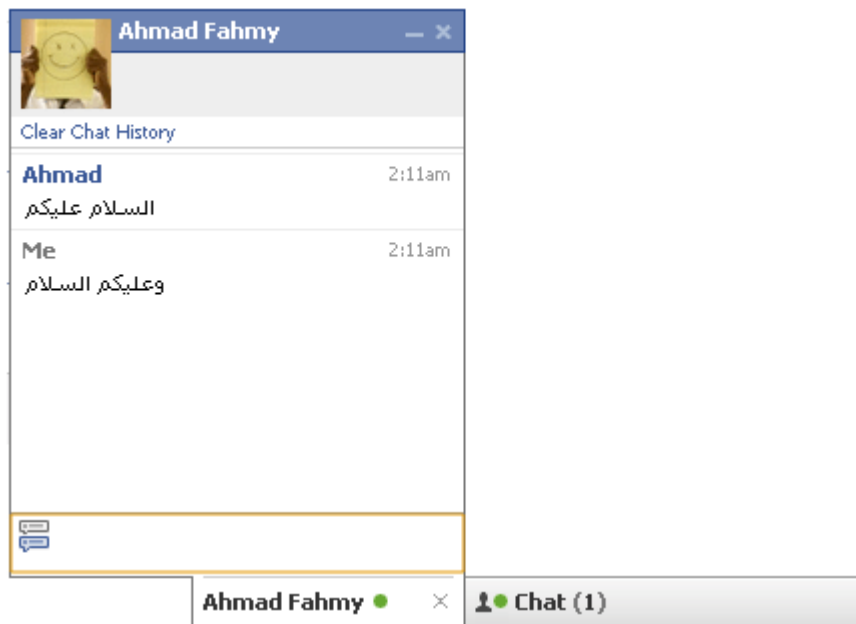 Ahmad Fahmy
Clear Chat History
Ahmad 2:11am
السلام عليكم
Me 2:11am
وعليكم السلام
Ahmad Fahmy Chat (1)